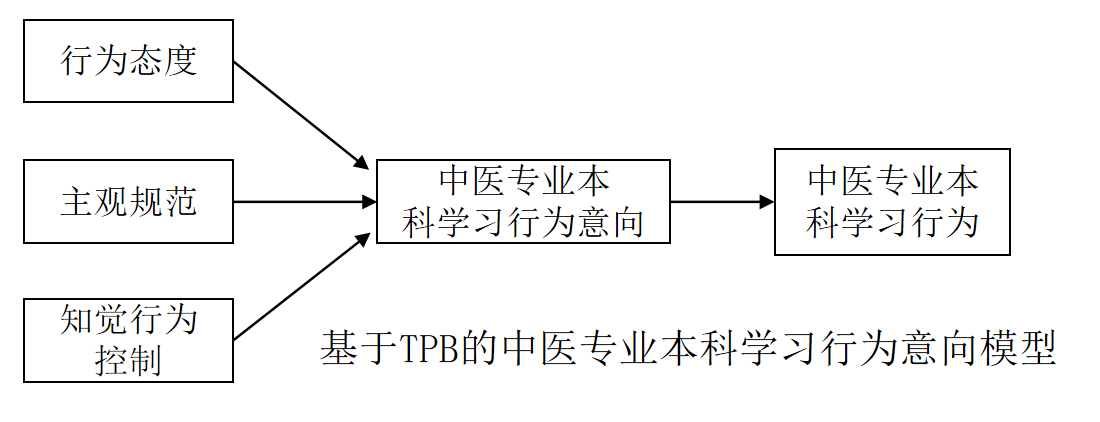 行为态度
主观规范
知觉行为
控制
中医专业本
科学习行为意向
中医专业本
科学习行为
基于TPB的中医专业本科学习行为意向模型